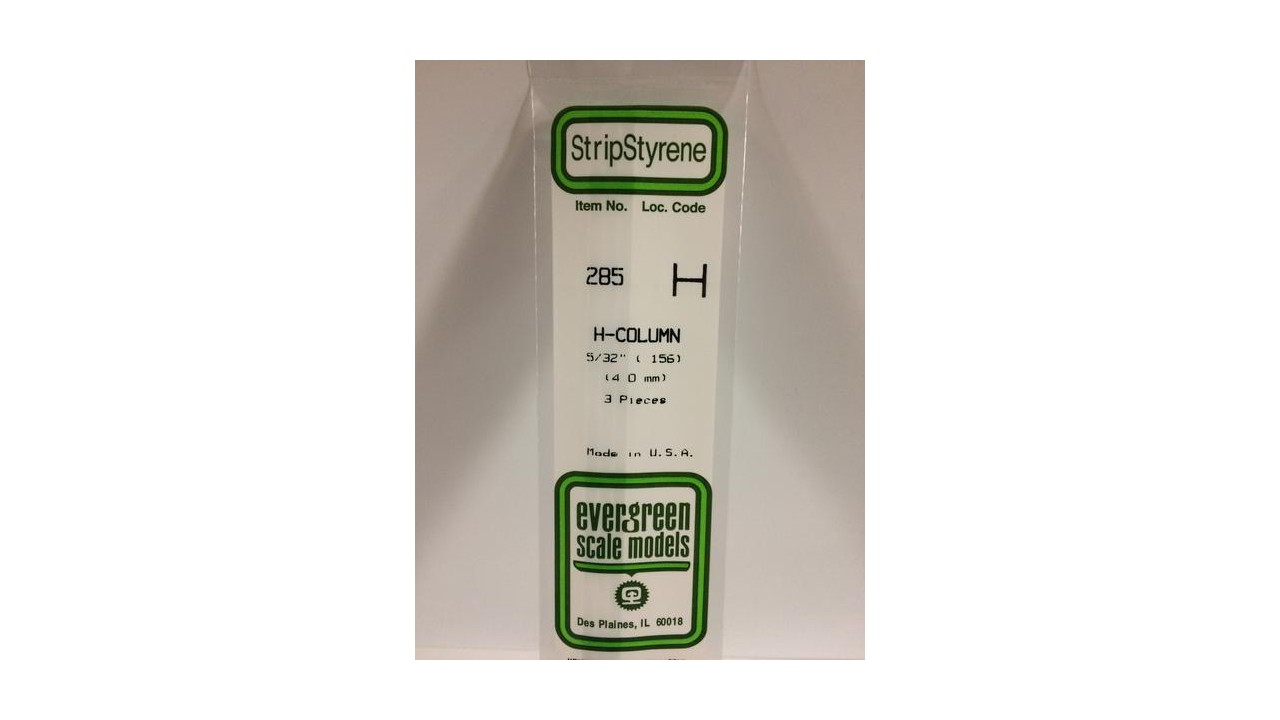 StripStyrene
Item No. Loc. Code
285 H
H-COLUMN
5/32" ( 156)
(4 0 mm)
3 Pieces
Made in U.S.A.
evergreen
scale models
Des Plaines, IL 60018